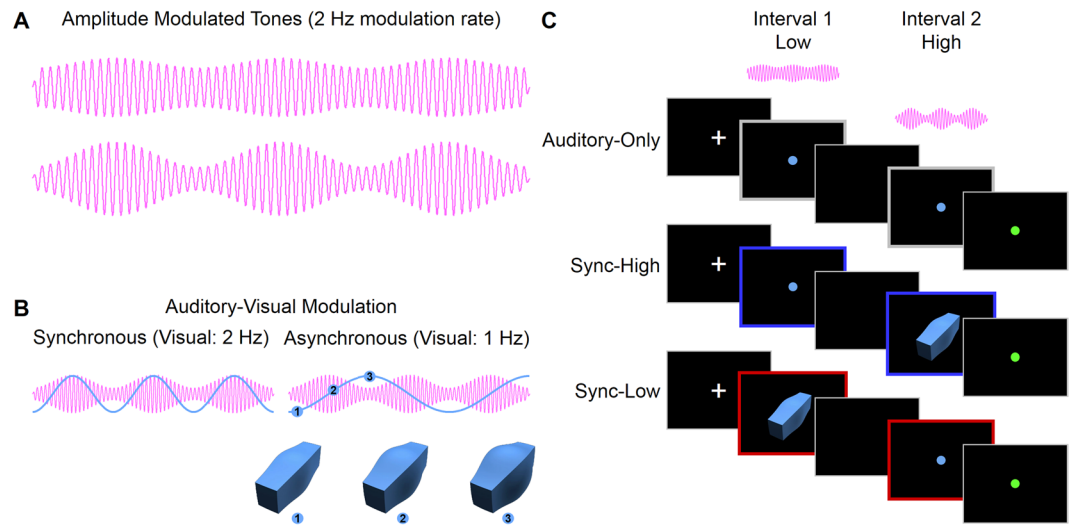 A
Amplitude Modulated Tones (2 Hz modulation rate)
B
Auditory-Visual Modulation
Synchronous (Visual: 2 Hz)
Asynchronous (Visual: 1 Hz)
1
2
3
1
2
3
C
Interval 1
Low
Interval 2
High
Auditory-Only
Sync-High
Sync-Low